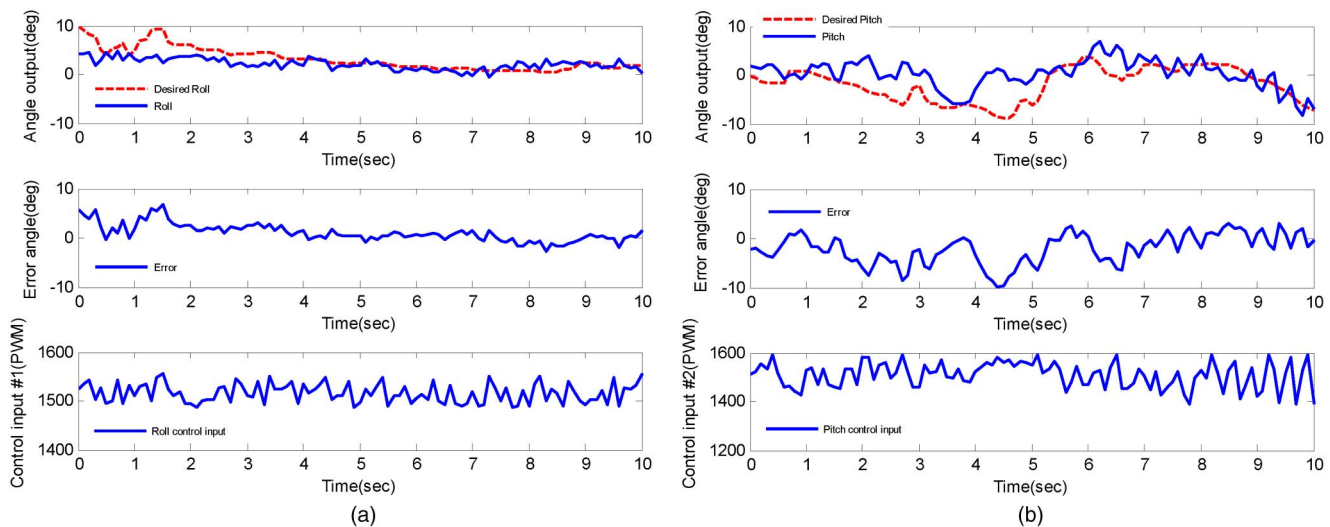 Angle output(deg)
10
0
-10
Desired Roll
Roll
0 1 2 3 4 5 6 7 8 9 10
Time(sec)
Error angle(deg)
10
0
-10
Error
0 1 2 3 4 5 6 7 8 9 10
Time(sec)
Control input #1(PWM)
1600
1500
1400
Roll control input
0 1 2 3 4 5 6 7 8 9 10
Time(sec)
(a)
Angle output(deg)
10
0
-10
Desired Pitch
Pitch
0 1 2 3 4 5 6 7 8 9 10
Time(sec)
Error angle(deg)
10
0
-10
Error
0 1 2 3 4 5 6 7 8 9 10
Time(sec)
Control input #2(PWM)
1600
1400
1200
Pitch control input
0 1 2 3 4 5 6 7 8 9 10
Time(sec)
(b)